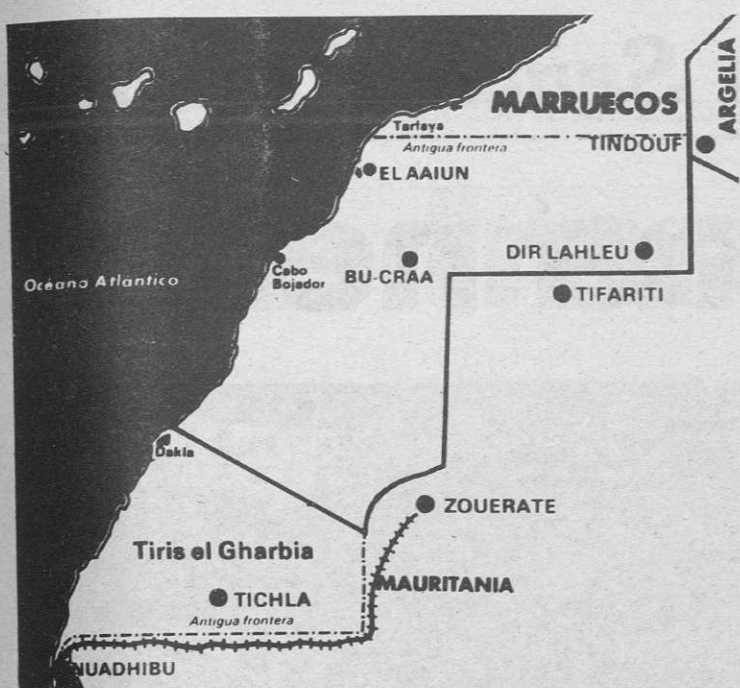 MARRUECOS
ARGELIA
Tarfaya
Antigua frontera
TINDOUF
EL AAIUN
DIR LAHLEU
Cabo
Bojador
BU-CRAA
Océano Atlántico
TIFARITI
Dakla
ZOUERATE
Tiris el Gharbia
MAURITANIA
TICHLA
Antigua frontera
NUADHIBU